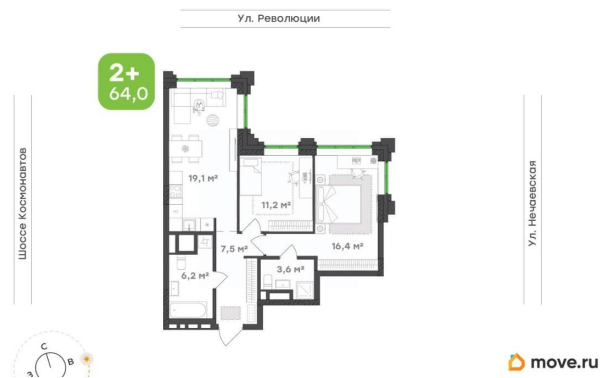 Ул. Революции
2+
64,0
Шоссе Космонавтов
Ул. Нечаевская
19,1 м²
11,2 м²
16,4 м²
7,5 м²
6,2 м²
3,6 м²
С
В
З
move.ru